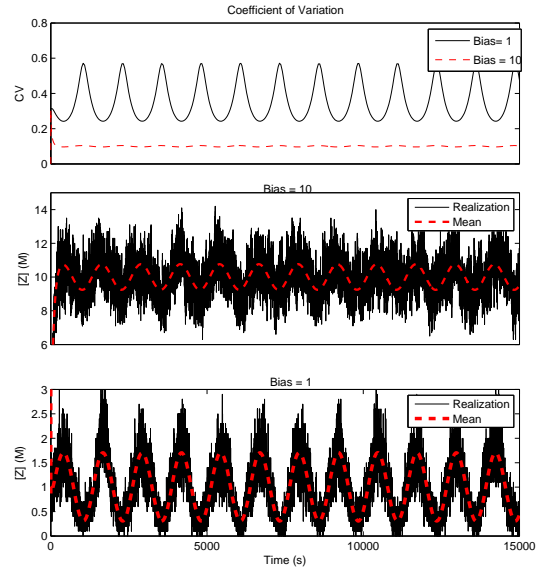 Coefficient of Variation
0.8
0.6
0.4
0.2
0
CV
Bias= 1
Bias = 10
Bias = 10
14
12
10
8
6
[Z] (M)
Realization
Mean
Bias = 1
3
2.5
2
1.5
1
0.5
0
[Z] (M)
Realization
Mean
0
5000
10000
15000
Time (s)